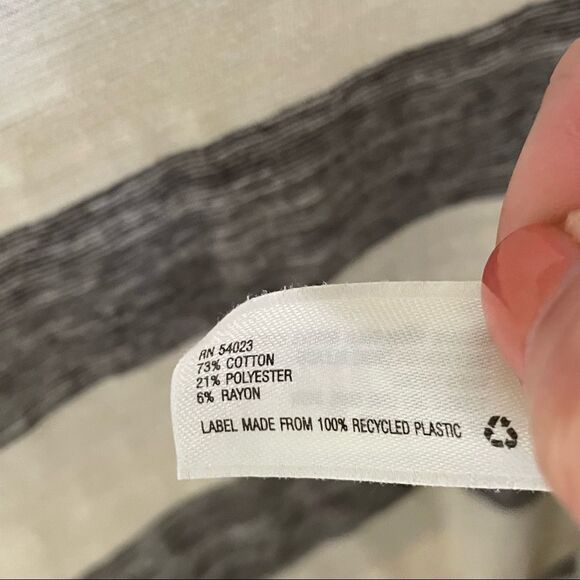 RN 54023
73% COTTON
21% POLYESTER
6% RAYON
LABEL MADE FROM 100% RECYCLED PLASTIC